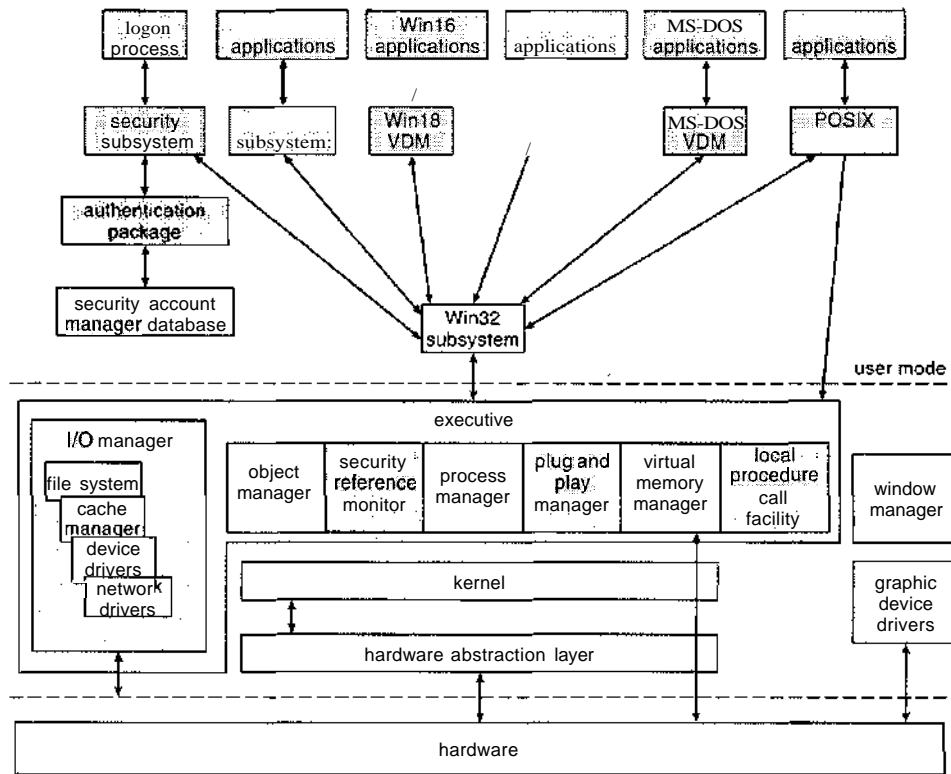 logon
process
applications
Win16
applications
applications
MS-DOS
applications
applications
security
subsystem
subsystem:
Win18
VDM
MS-DOS
VDM
POSIX
authentication
package
security account
manager database
Win32
subsystem
user mode
executive
I/O manager
file system
cache
manager
device
drivers
network
drivers
object
manager
security
reference
monitor
process
manager
plug and
play
manager
virtual
memory
manager
local
procedure
call
facility
window
manager
kernel
graphic
device
drivers
hardware abstraction layer
hardware